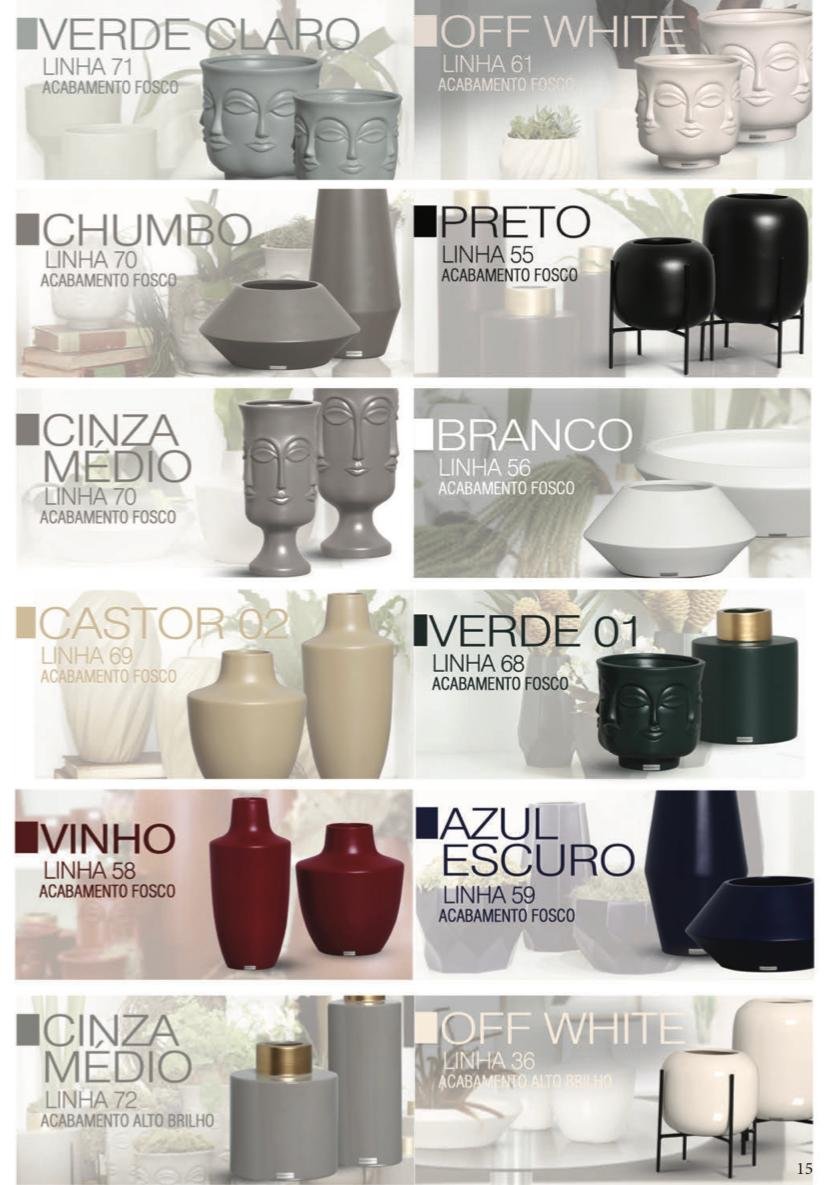 VERDE CLARO
LINHA 71
ACABAMENTO FOSCO
OFF WHITE
LINHA 61
ACABAMENTO FOSCO
CHUMBO
LINHA 70
ACABAMENTO FOSCO
PRETO
LINHA 55
ACABAMENTO FOSCO
CINZA
MÉDIO
LINHA 70
ACABAMENTO FOSCO
BRANCO
LINHA 56
ACABAMENTO FOSCO
CASTOR 02
LINHA 69
ACABAMENTO FOSCO
VERDE 01
LINHA 68
ACABAMENTO FOSCO
VINHO
LINHA 58
ACABAMENTO FOSCO
AZUL
ESCURO
LINHA 59
ACABAMENTO FOSCO
CINZA
MÉDIO
LINHA 72
ACABAMENTO ALTO BRILHO
OFF WHITE
LINHA 36
ACABAMENTO ALTO BRILHO
15